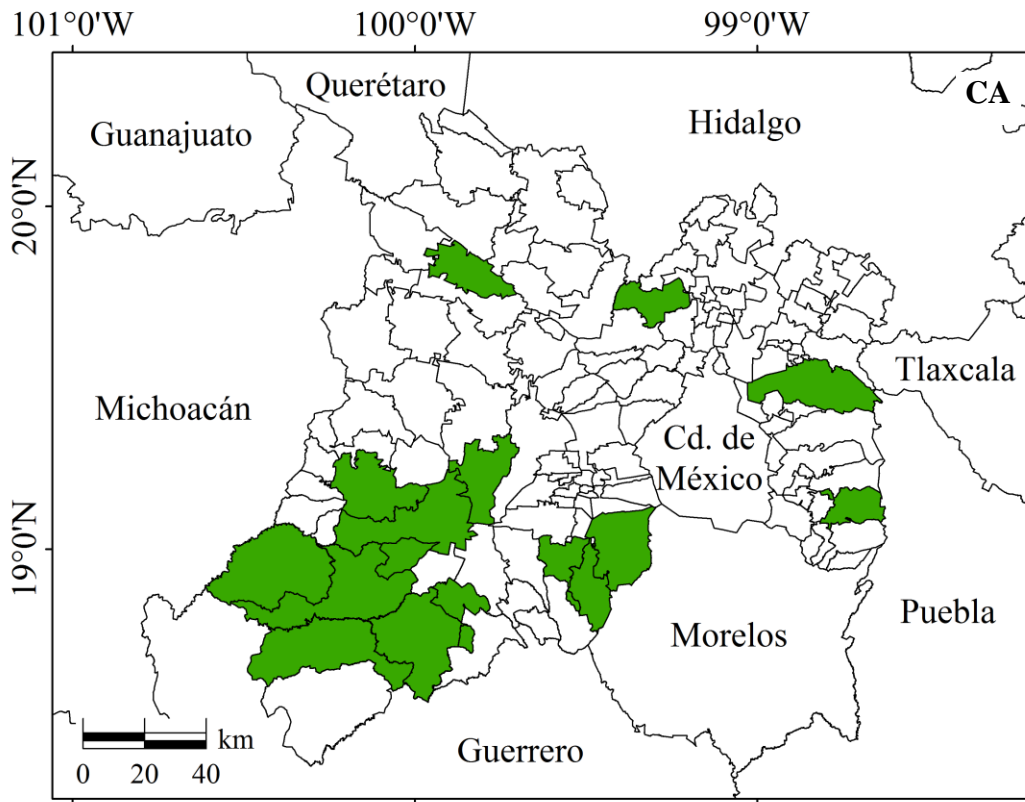 101°0'W 100°0'W 99°0'W
Querétaro
CA
Guanajuato
Hidalgo
20°0'N
Tlaxcala
Michoacán
Cd. de
México
19°0'N
Puebla
Morelos
km
Guerrero
0 20 40